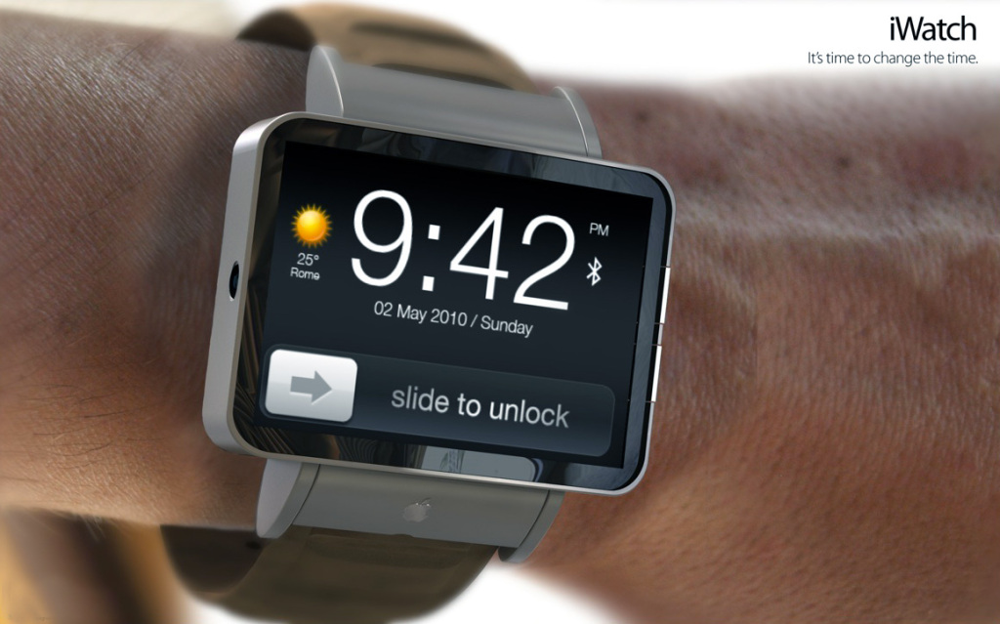 iWatch
It's time to change the time.
9:42 PM
25°
Rome
02 May 2010 / Sunday
slide to unlock